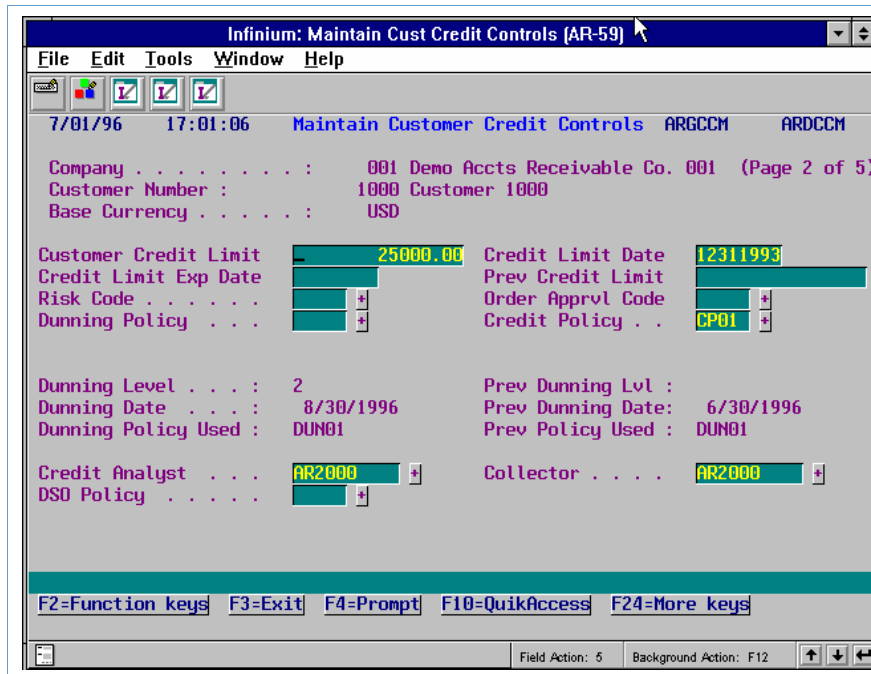 Infinium: Maintain Cust Credit Controls (AR-59)
File Edit Tools Window Help
7/01/96 17:01:06 Maintain Customer Credit Controls ARGCCM ARDCCM
Company . . . . . . . . : 001 Demo Accts Receivable Co. 001 (Page 2 of 5)
Customer Number : 1000 Customer 1000
Base Currency . . . . . : USD
Customer Credit Limit 25000.00 Credit Limit Date 12311993
Credit Limit Exp Date Prev Credit Limit
Risk Code . . . . . . + Order Apprvl Code +
Dunning Policy . . . + Credit Policy . . CP01 +
Dunning Level . . . : 2 Prev Dunning Lvl :
Dunning Date . . . : 8/30/1996 Prev Dunning Date: 6/30/1996
Dunning Policy Used : DUN01 Prev Policy Used : DUN01
Credit Analyst . . . AR2000 + Collector . . . . AR2000 +
DSO Policy . . . . . +
F2=Function keys F3=Exit F4=Prompt F10=QuikAccess F24=More keys
Field Action: 5 Background Action: F12